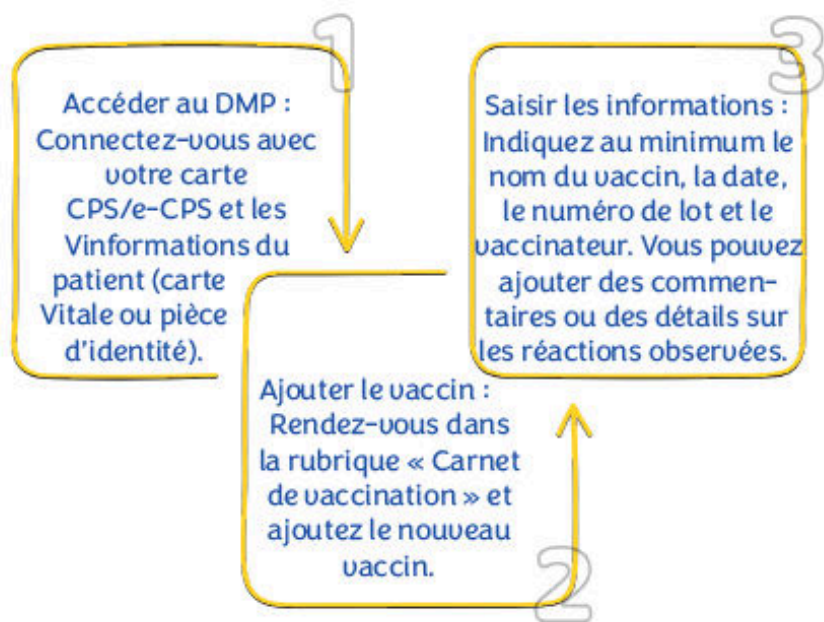 1
Accéder au DMP :
Connectez-vous avec
votre carte
CPS/e-CPS et les
Vinformations du
patient (carte
Vitale ou pièce
d'identité).
Ajouter le vaccin :
Rendez-vous dans
la rubrique « Carnet
de vaccination » et
ajoutez le nouveau
vaccin.
2
3
Saisir les informations :
Indiquez au minimum le
nom du vaccin, la date,
le numéro de lot et le
vaccinateur. Vous pouvez
ajouter des commen-
taires ou des détails sur
les réactions observées.